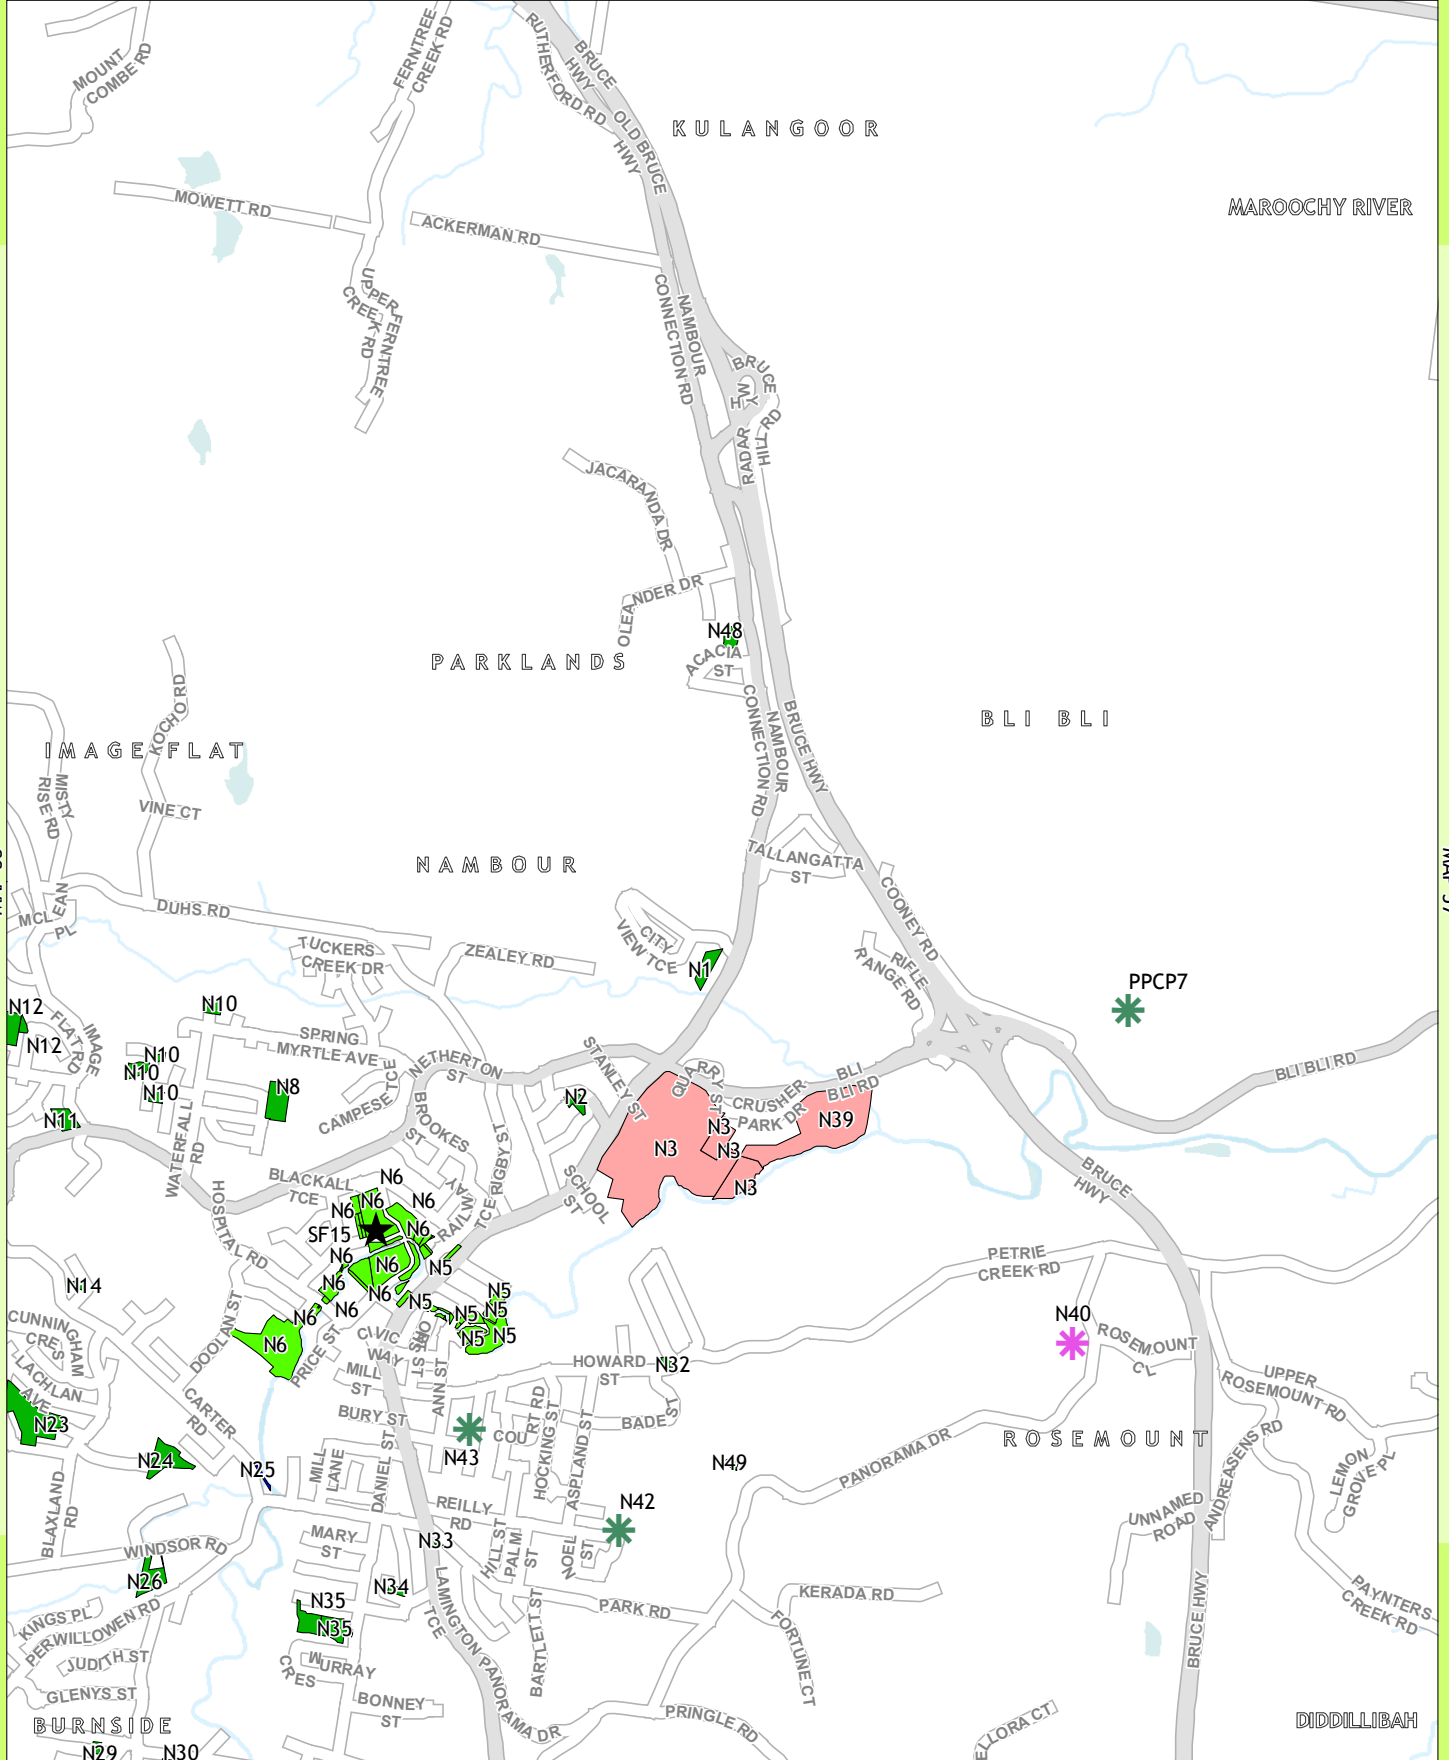 MOUNT
COMBE RD
FERNTREE
CREEK RD
RUTHERFORD RD
BRUCE
HWY
OLD BRUCE
HWY
KULANGOOR
MAROOCHY RIVER
MOWETT RD
ACKERMAN RD
UPPER FERNTREE
CREEK RD
NAMBOUR
CONNECTION RD
BRUCE
HWY
RADAR
HILL RD
JACARANDA DR
OLEANDER DR
N48
ACACIA
ST
PARKLANDS
KOCHO RD
NAMBOUR
CONNECTION RD
BRUCE HWY
BLI BLI
IMAGE FLAT
MISTY
RISE RD
VINE CT
TALLANGATTA
ST
NAMBOUR
COONEY RD
MCLEAN
PL
DUHS RD
TUCKERS
CREEK DR
ZEALEY RD
CITY
VIEW TCE
N1
RIFLE
RANGE RD
PPCP7
N12
N12
IMAGE
FLAT RD
N10
N10
N10
N10
SPRING
MYRTLE AVE
NETHERTON
ST
STANLEY ST
QUARRY ST
CRUSHER
PARK DR
BLI
BLI RD
BLI BLI RD
N8
N2
N11
CAMPESE TCE
BROOKES
ST
N3
N3
N3
N3
N39
WATERFALL
RD
RIGBY ST
BLACKALL
TCE
HOSPITAL RD
N6
N6
N6
N6
N6
SF15
RAILWAY
TCE
SCHOOL
ST
BRUCE
HWY
N6
N6
N6
N6
N6
N6
N6
N5
N5
N5
N5
N5
N5
N5
PETRIE
CREEK RD
N14
CUNNINGHAM
CRES
DOOLAN ST
PRICE ST
CIVIC
WAY
MILL
ST
ANN ST
HOWARD
ST
N32
N40
ROSEMOUNT
CL
UPPER
ROSEMOUNT RD
LACHLAN
AVE
N23
CARTER
RD
BURY ST
COURT RD
HOCKING ST
ASPLAND ST
BADE ST
N43
ROSEMOUNT
N24
N25
MILL
LANE
DANIEL ST
N49
PANORAMA DR
ANDREASENS RD
LEMON
GROVE PL
BLAXLAND
RD
REILLY
RD
N42
UNNAMED
ROAD
WINDSOR RD
MARY
ST
N33
HILL ST
PALM
ST
NOEL
ST
N26
N34
N35
N35
LAMINGTON
TCE
BARTLETT ST
PARK RD
KERADA RD
FORTUNE CT
BRUCE HWY
PAYNTERS
CREEK RD
KINGS PL
PERWILLOWEN RD
JUDITH ST
GLENYS ST
MURRAY
CRES
BONNEY
ST
PANORAMA DR
PRINGLE RD
ELLORA CT
DIDDILLIBAH
BURNSIDE
N29
N30